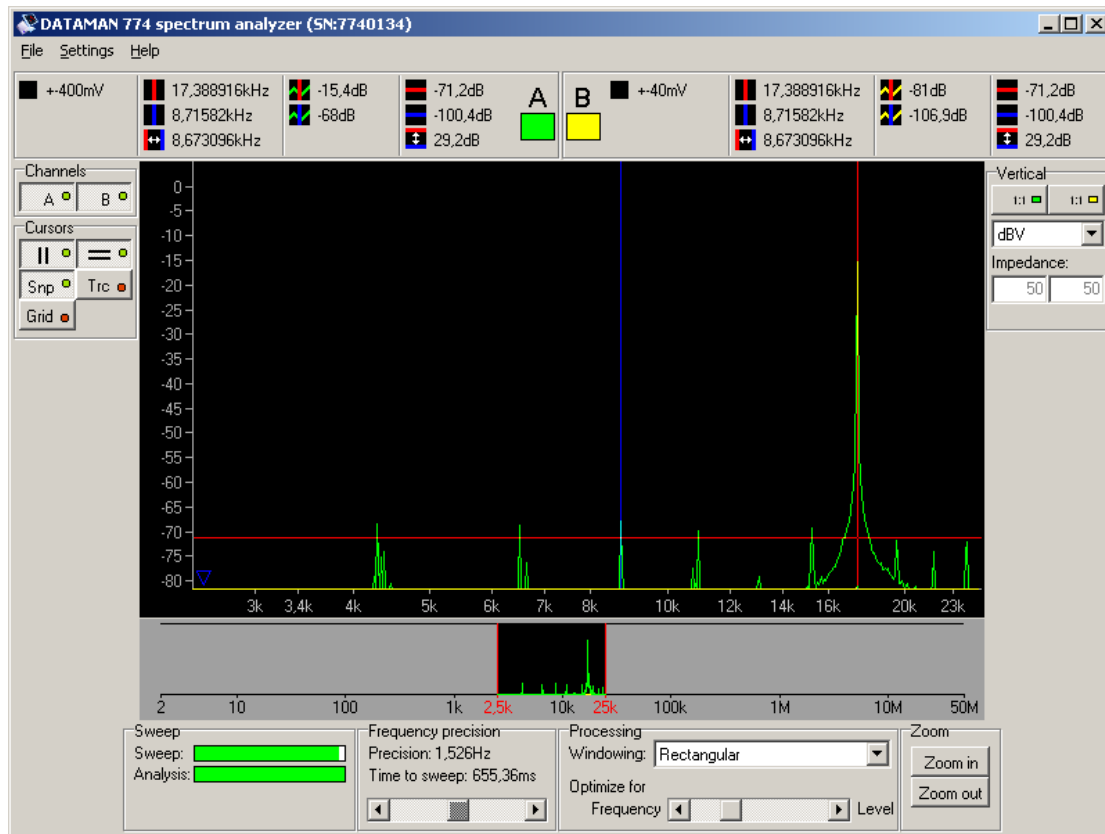 DATAMAN 774 spectrum analyzer (SN:7740134)
File Settings Help
+-400mV 17,388916kHz -15,4dB -71,2dB A B +-40mV 17,388916kHz -81dB -71,2dB
8,71582kHz -68dB -100,4dB 8,71582kHz -106,9dB -100,4dB
8,673096kHz 29,2dB 8,673096kHz 29,2dB
Channels
A B
Cursors
Snp Trc
Grid
Vertical
1:1 1:1
dBV
Impedance:
50 50
0
-5
-10
-15
-20
-25
-30
-35
-40
-45
-50
-55
-60
-65
-70
-75
-80
3k 3,4k 4k 5k 6k 7k 8k 10k 12k 14k 16k 20k 23k
2 10 100 1k 2,5k 10k 25k 100k 1M 10M 50M
Sweep
Sweep:
Analysis:
Frequency precision
Precision: 1,526Hz
Time to sweep: 655,36ms
Processing
Windowing: Rectangular
Optimize for
Frequency Level
Zoom
Zoom in
Zoom out